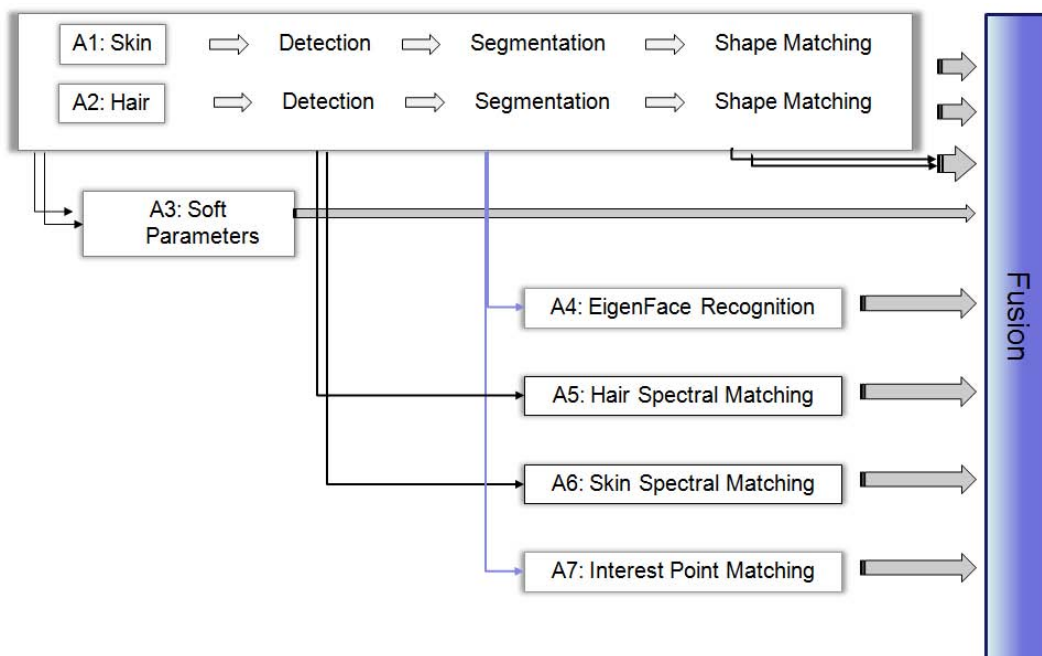 A1: Skin Detection Segmentation Shape Matching
A2: Hair Detection Segmentation Shape Matching
A3: Soft
Parameters
A4: EigenFace Recognition
A5: Hair Spectral Matching
A6: Skin Spectral Matching
A7: Interest Point Matching
Fusion